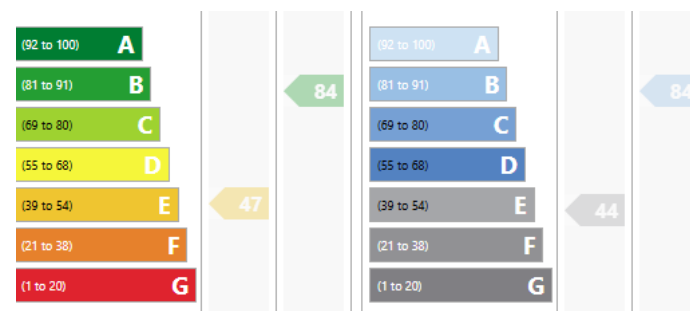 (92 to 100) A
(81 to 91) B
84
(69 to 80) C
(55 to 68) D
(39 to 54) E
47
(21 to 38) F
(1 to 20) G
(92 to 100) A
(81 to 91) B
84
(69 to 80) C
(55 to 68) D
(39 to 54) E
44
(21 to 38) F
(1 to 20) G